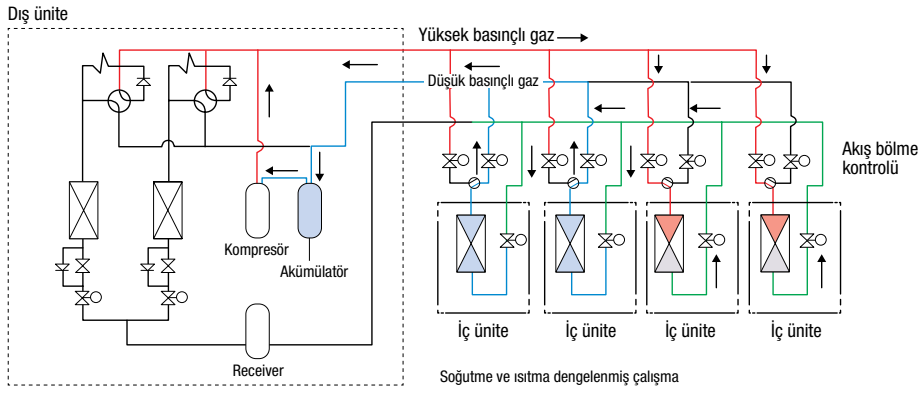 Dış ünite
Yüksek basınçlı gaz
Düşük basınçlı gaz
Akış bölme
kontrolü
Kompresör
Akümülatör
Receiver
İç ünite
İç ünite
İç ünite
İç ünite
Soğutme ve ısıtma dengelenmiş çalışma